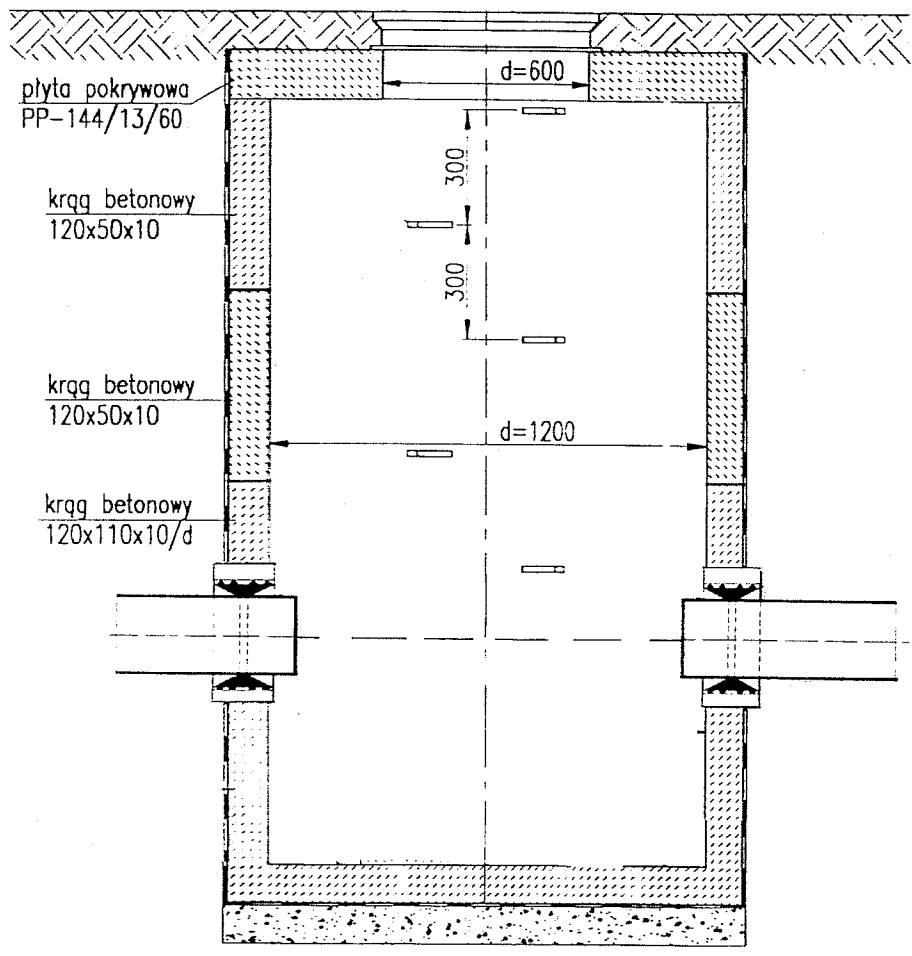 d=600
płyta pokrywowa
PP-144/13/60
300
krąg betonowy
120x50x10
300
krąg betonowy
120x50x10
d=1200
krąg betonowy
120x110x10/d